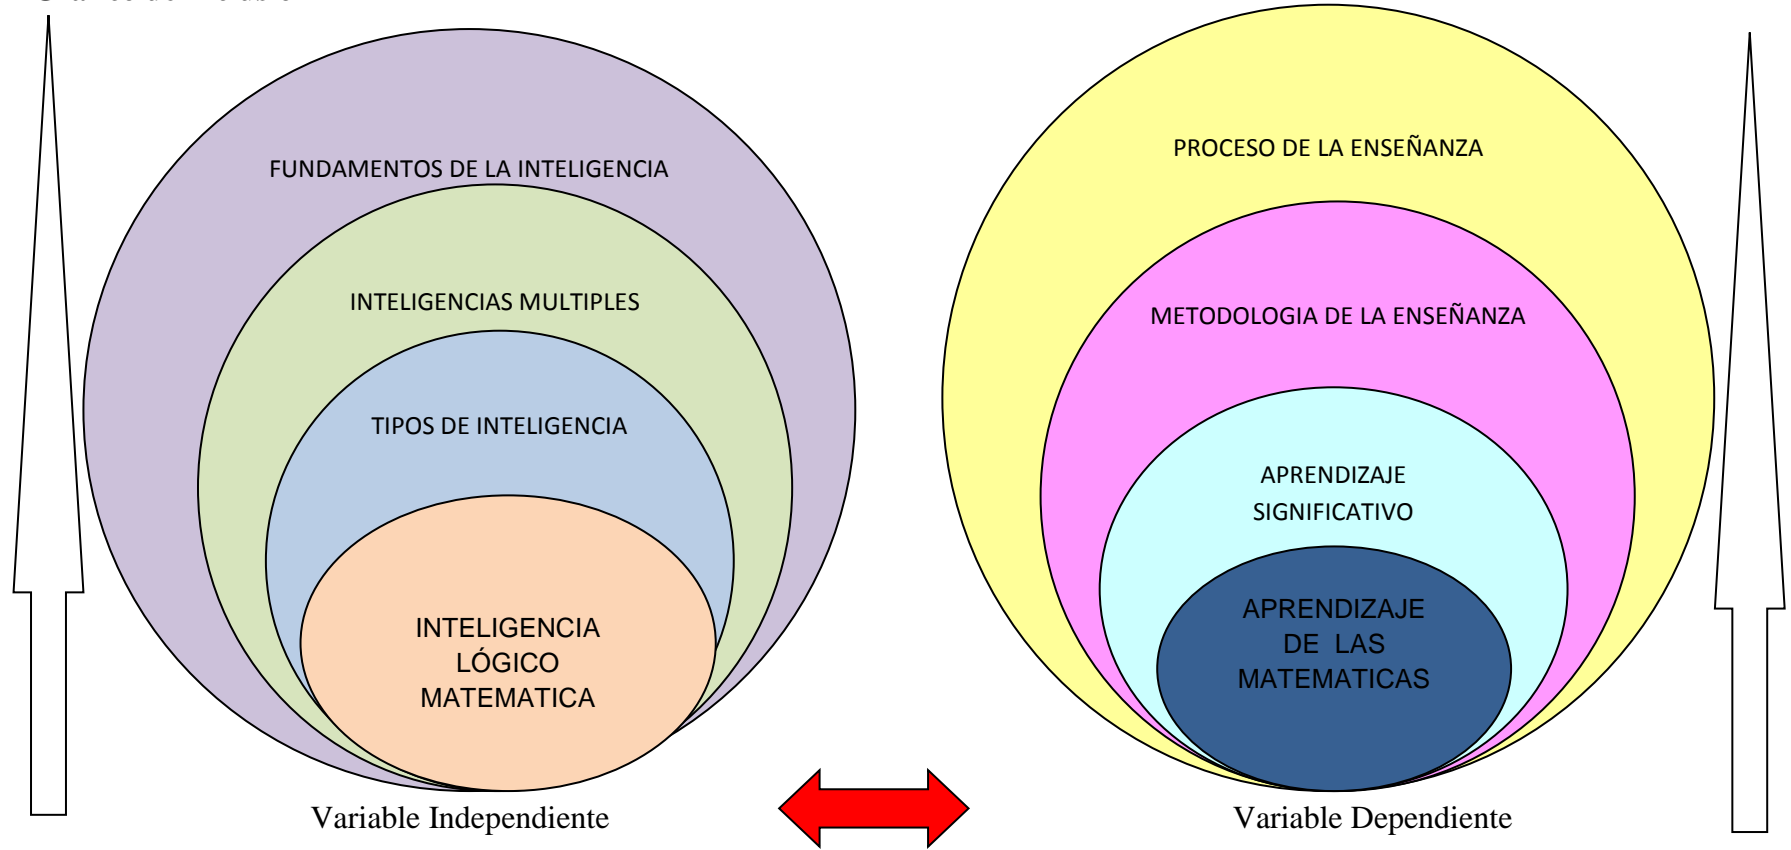 FUNDAMENTOS DE LA INTELIGENCIA
INTELIGENCIAS MULTIPLES
TIPOS DE INTELIGENCIA
INTELIGENCIA
LÓGICO
MATEMATICA
Variable Independiente
PROCESO DE LA ENSEÑANZA
METODOLOGIA DE LA ENSEÑANZA
APRENDIZAJE
SIGNIFICATIVO
APRENDIZAJE
DE LAS
MATEMATICAS
Variable Dependiente